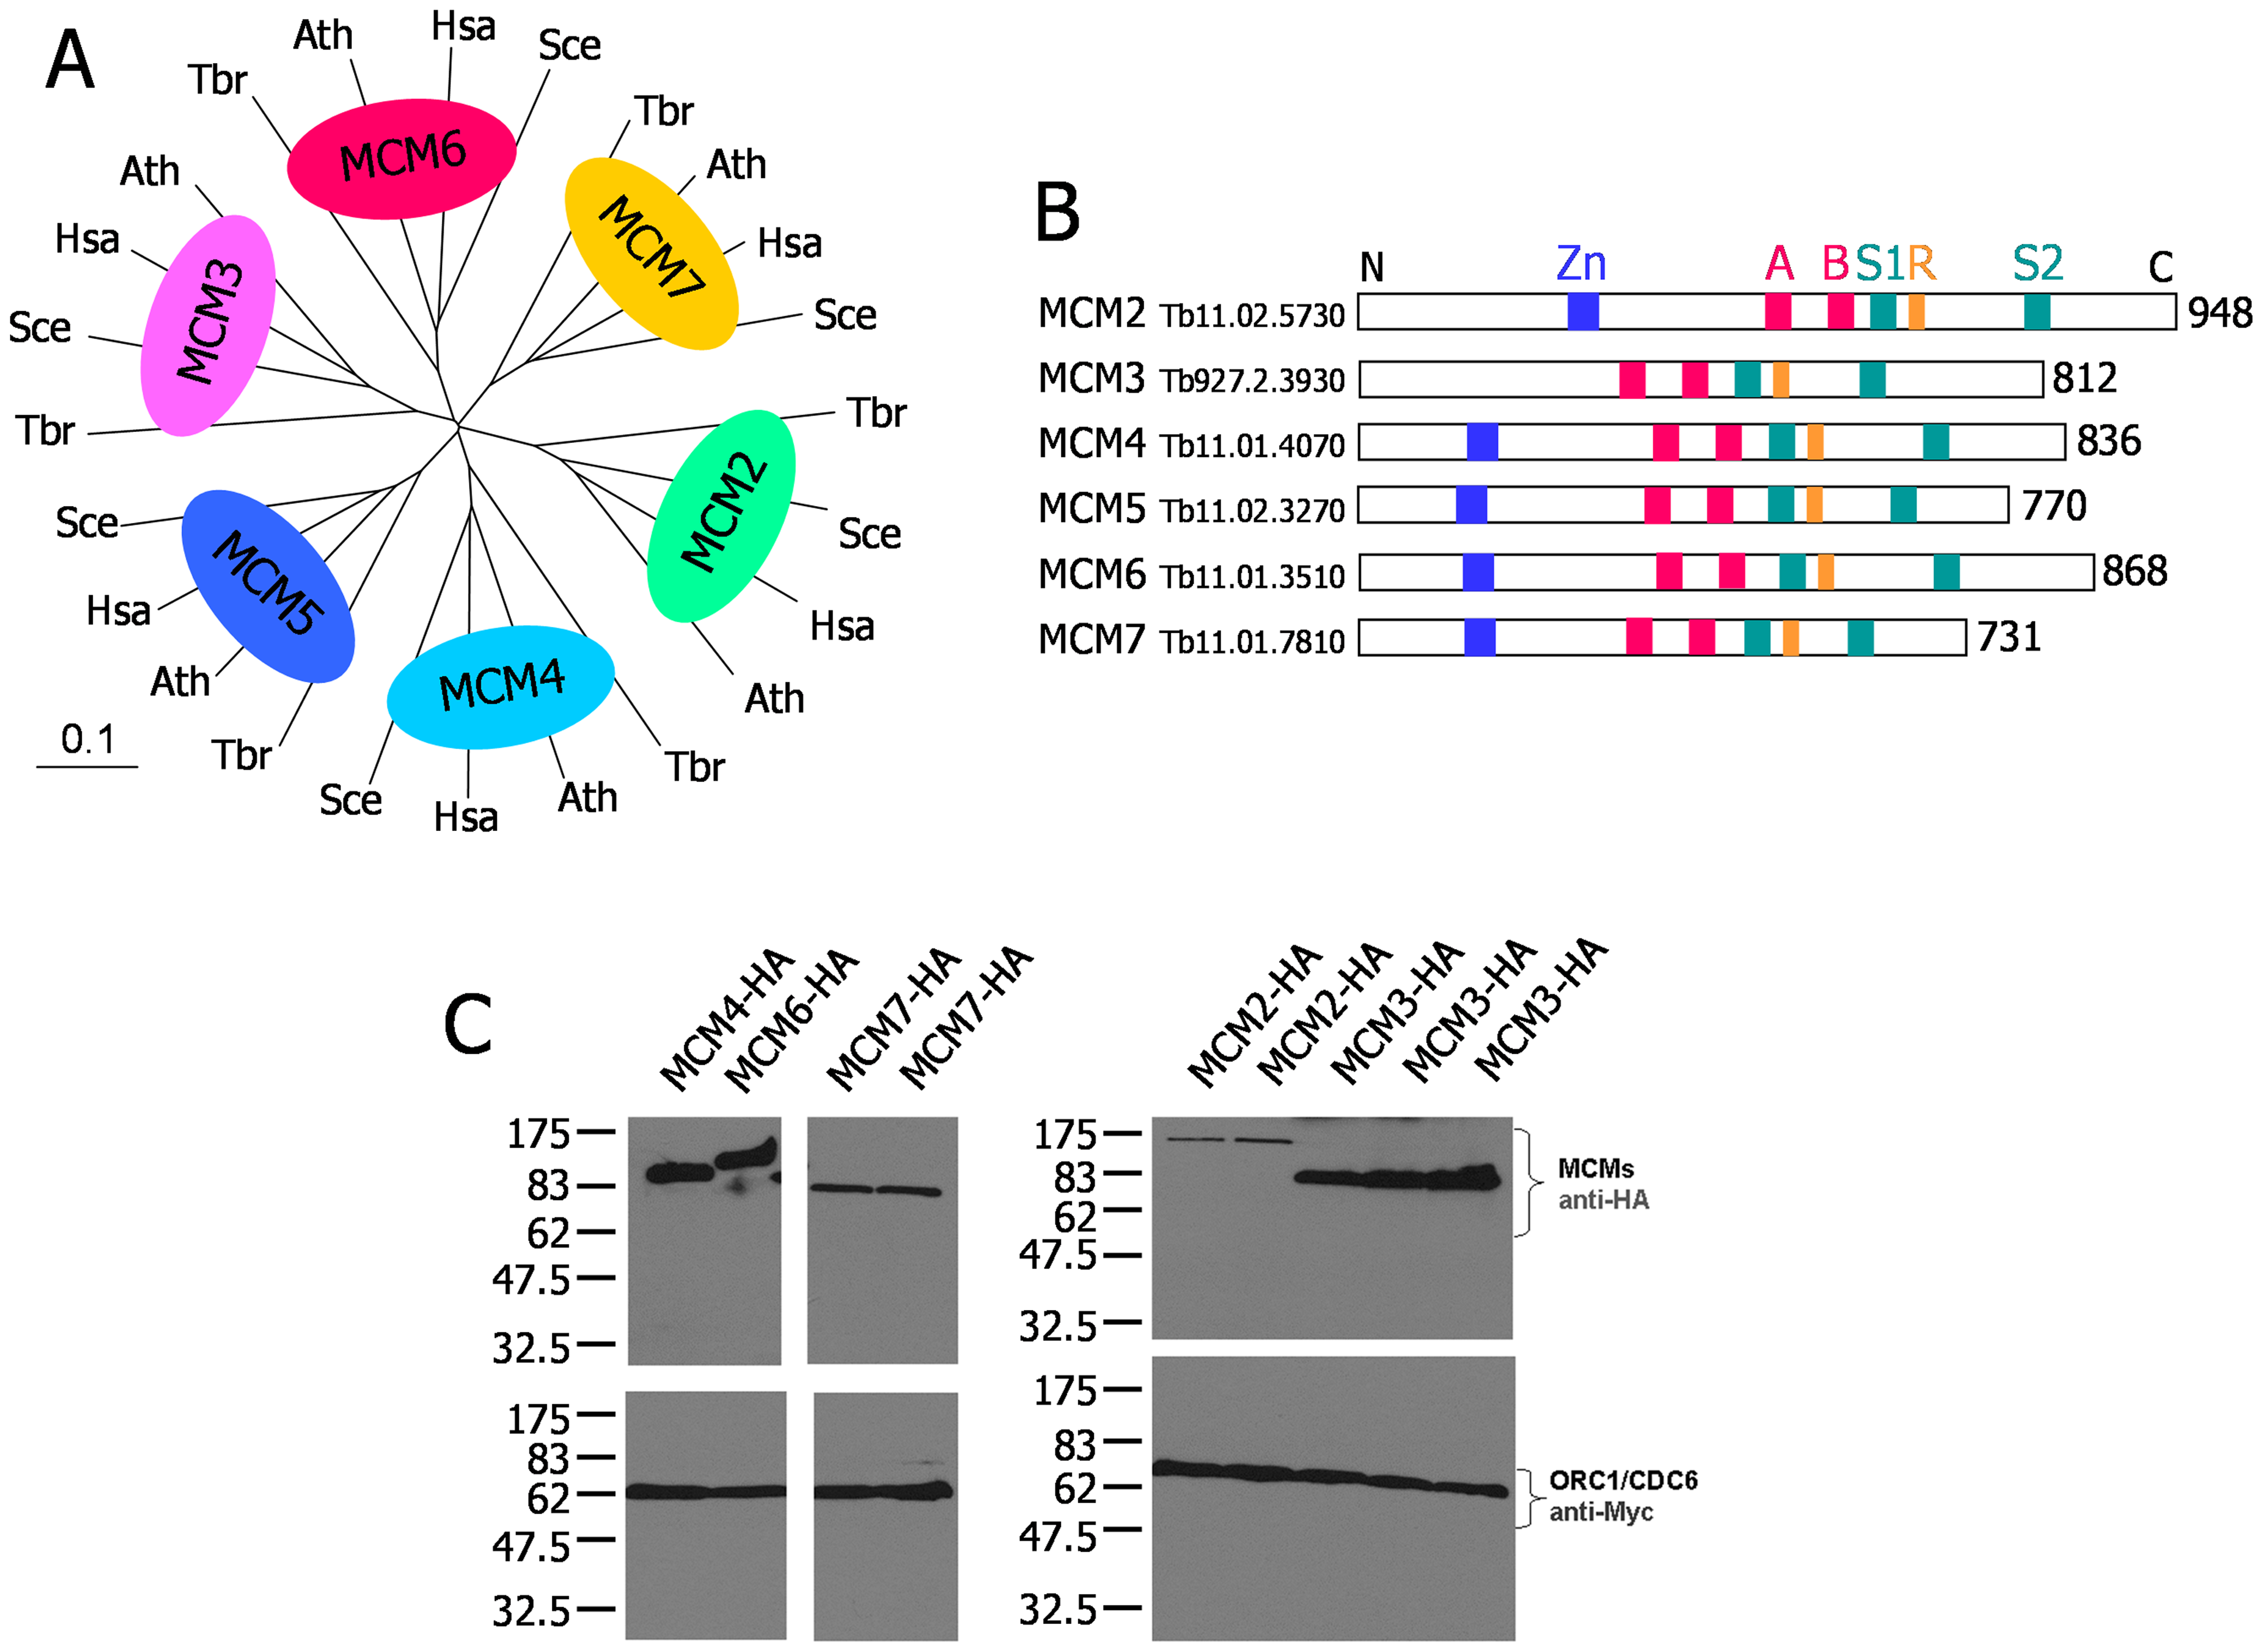 A
Ath
Hsa
Sce
Tbr
MCM6
Tbr
Ath
MCM7
Hsa
Sce
Ath
Hsa
MCM3
Sce
Tbr
Tbr
MCM2
Sce
Hsa
Ath
Sce
MCM5
Hsa
Ath
Tbr
MCM4
Sce
Hsa
Ath
Tbr
0.1
B
N Zn A B S1 R S2 C
MCM2 Tb11.02.5730 948
MCM3 Tb927.2.3930 812
MCM4 Tb11.01.4070 836
MCM5 Tb11.02.3270 770
MCM6 Tb11.01.3510 868
MCM7 Tb11.01.7810 731
C
MCM4-HA
MCM6-HA
MCM7-HA
MCM7-HA
MCM2-HA
MCM2-HA
MCM3-HA
MCM3-HA
MCM3-HA
175
83
62
47.5
32.5
175
83
62
47.5
32.5
MCMs
anti-HA
175
83
62
47.5
32.5
175
83
62
47.5
32.5
ORC1/CDC6
anti-Myc